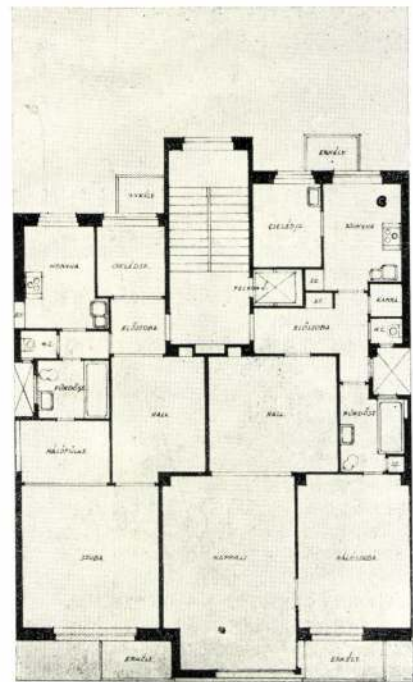 ERKÉLY
ERKÉLY
CSELÉDSZ.
KONYHA
KONYHA
CSELÉDSZ.
FELVONÓ
KAMRA
ELŐSZOBA
ELŐSZOBA
W.C.
W.C.
FÜRDŐSZ.
HALL
HALL
FÜRDŐSZ.
HÁLÓFÜLKE
SZOBA
NAPPALI
HÁLÓSZOBA
ERKÉLY
ERKÉLY